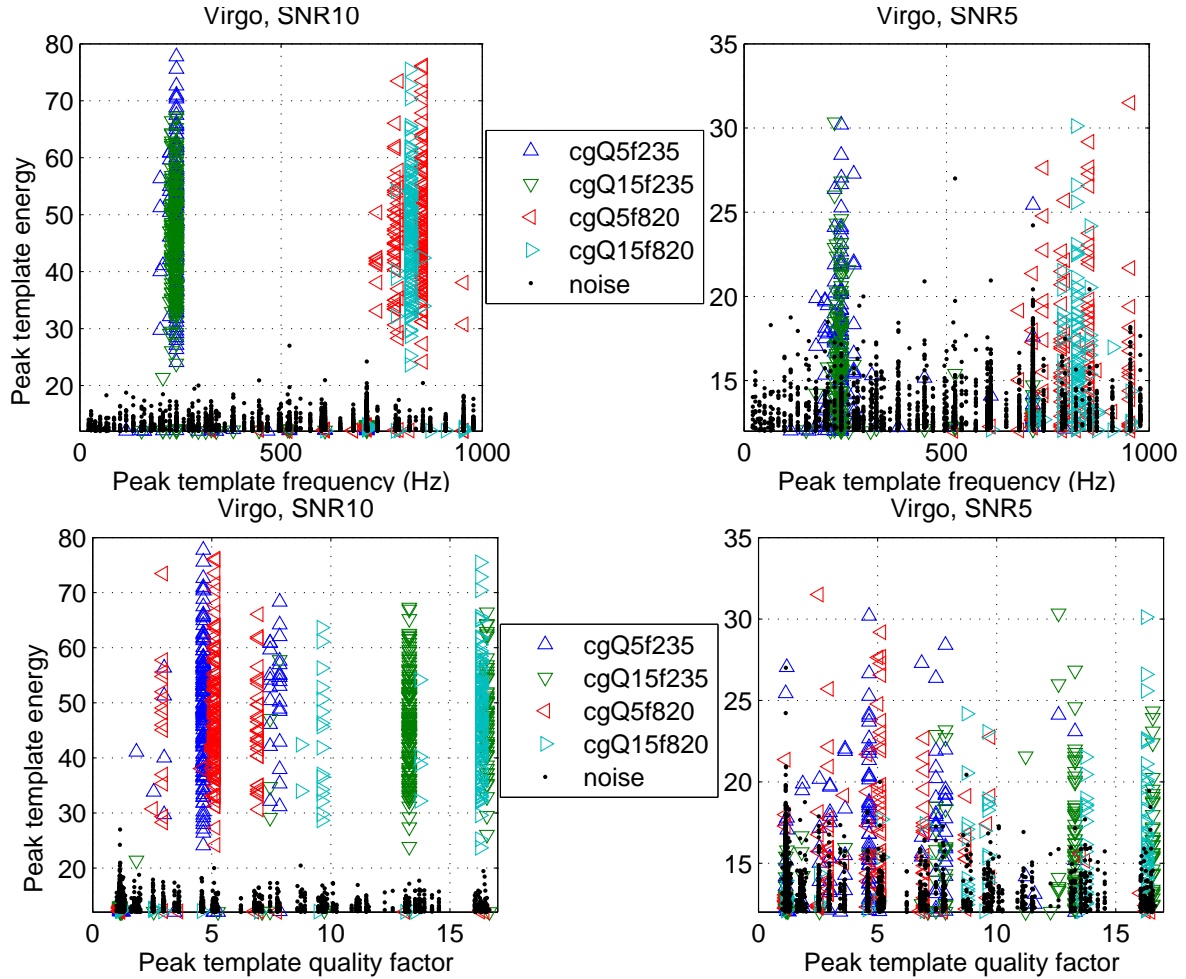 Virgo, SNR10
Virgo, SNR5
80
70
60
50
40
30
20
0
500
1000
Peak template energy
Peak template frequency (Hz)
cgQ5f235
cgQ15f235
cgQ5f820
cgQ15f820
noise
35
30
25
20
15
0
500
1000
Peak template frequency (Hz)
Virgo, SNR10
Virgo, SNR5
80
70
60
50
40
30
20
0
5
10
15
Peak template energy
Peak template quality factor
cgQ5f235
cgQ15f235
cgQ5f820
cgQ15f820
noise
35
30
25
20
15
0
5
10
15
Peak template quality factor